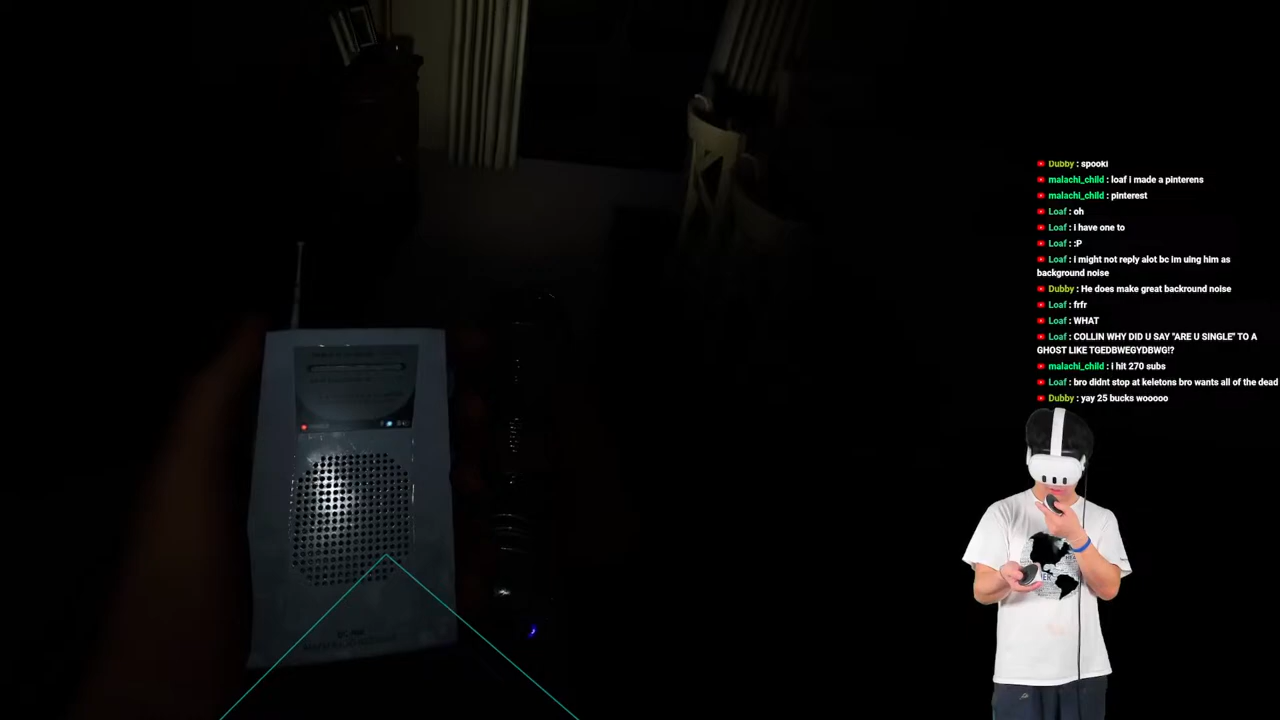 Dubby : spooki
malachi_child : loaf i made a pinterens
malachi_child : pinterest
Loaf : oh
Loaf : i have one to
Loaf : :P
Loaf : i might not reply alot bc im uing him as
background noise
Dubby : He does make great backround noise
Loaf : frfr
Loaf : WHAT
Loaf : COLLIN WHY DID U SAY "ARE U SINGLE" TO A
GHOST LIKE TGEDBWEGYDBWG!?
malachi_child : i hit 270 subs
Loaf : bro didnt stop at keletons bro wants all of the dead
Dubby : yay 25 bucks wooooo